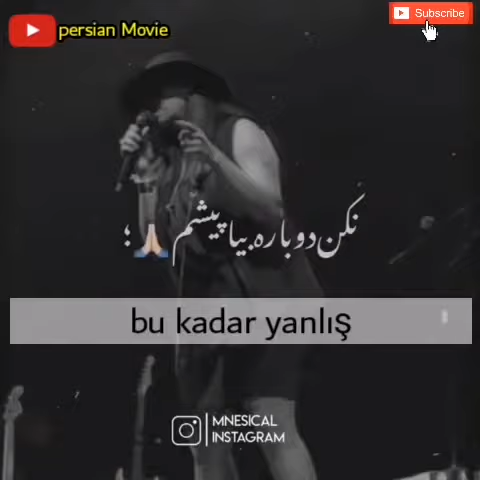 persian Movie
Subscribe
نکن دوباره بیا پیشم🙏🏻؛
bu kadar yanlış
MNESICAL
INSTAGRAM